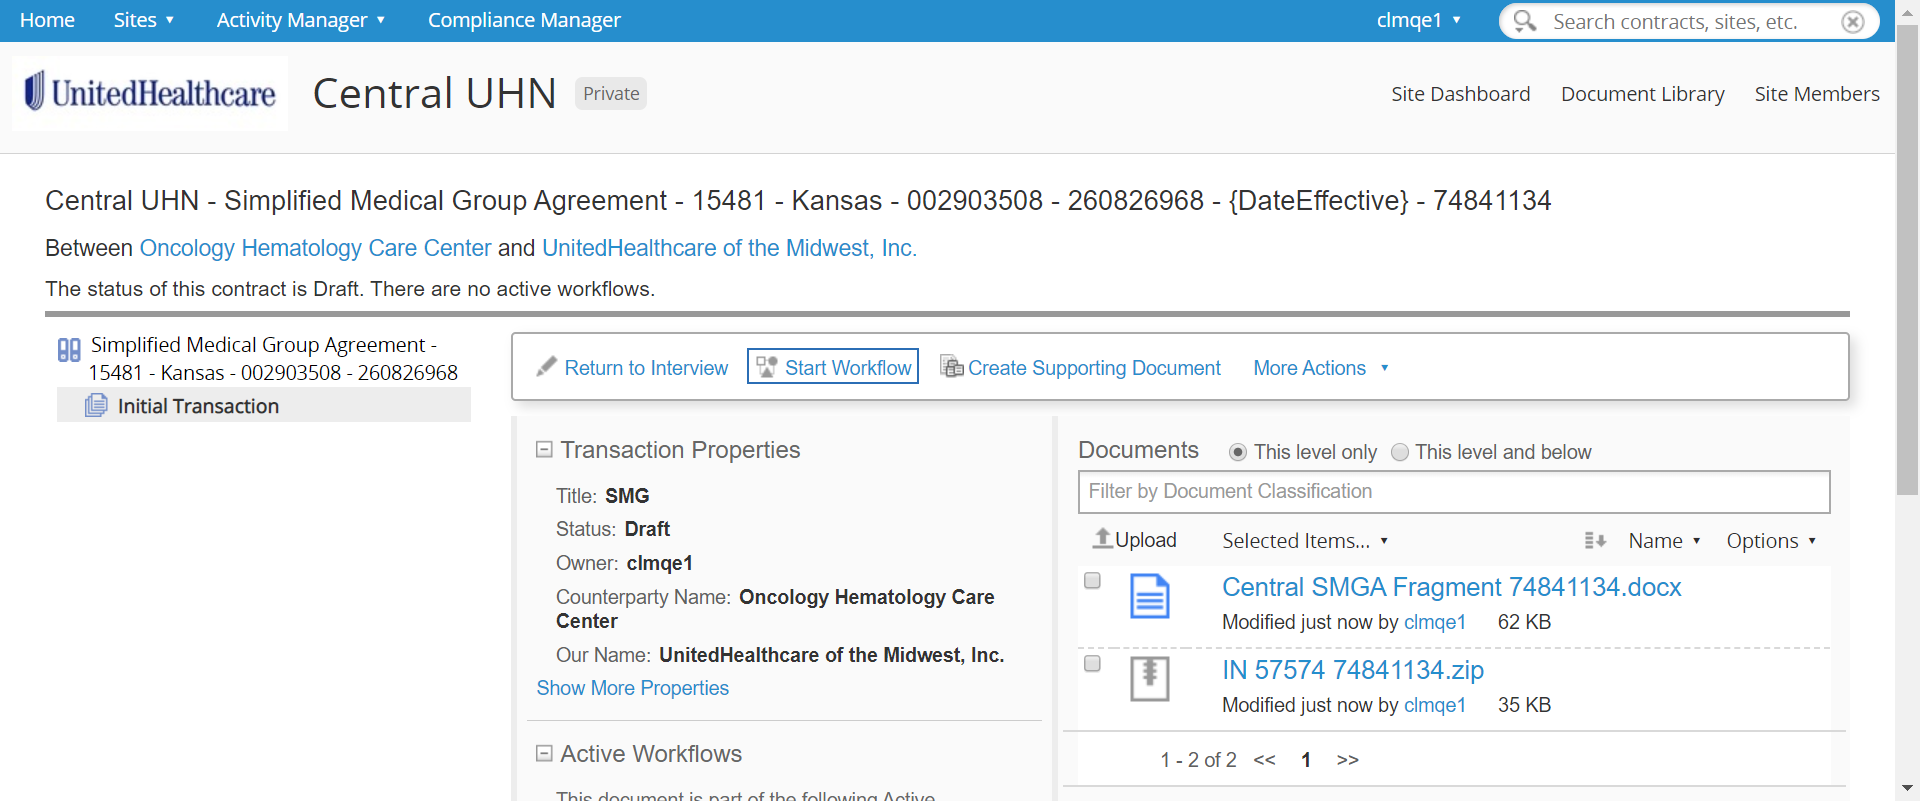 Home Sites Activity Manager Compliance Manager clmqe1 Search contracts, sites, etc.
UnitedHealthcare Central UHN Private Site Dashboard Document Library Site Members
Central UHN - Simplified Medical Group Agreement - 15481 - Kansas - 002903508 - 260826968 - {DateEffective} - 74841134
Between Oncology Hematology Care Center and UnitedHealthcare of the Midwest, Inc.
The status of this contract is Draft. There are no active workflows.
Simplified Medical Group Agreement -
15481 - Kansas - 002903508 - 260826968
Initial Transaction
Return to Interview Start Workflow Create Supporting Document More Actions
Transaction Properties
Title: SMG
Status: Draft
Owner: clmqe1
Counterparty Name: Oncology Hematology Care
Center
Our Name: UnitedHealthcare of the Midwest, Inc.
Show More Properties
Active Workflows
This document is part of the following Active
Documents This level only This level and below
Filter by Document Classification
Upload Selected Items... Name Options
Central SMGA Fragment 74841134.docx
Modified just now by clmqe1 62 KB
IN 57574 74841134.zip
Modified just now by clmqe1 35 KB
1 - 2 of 2 << 1 >>